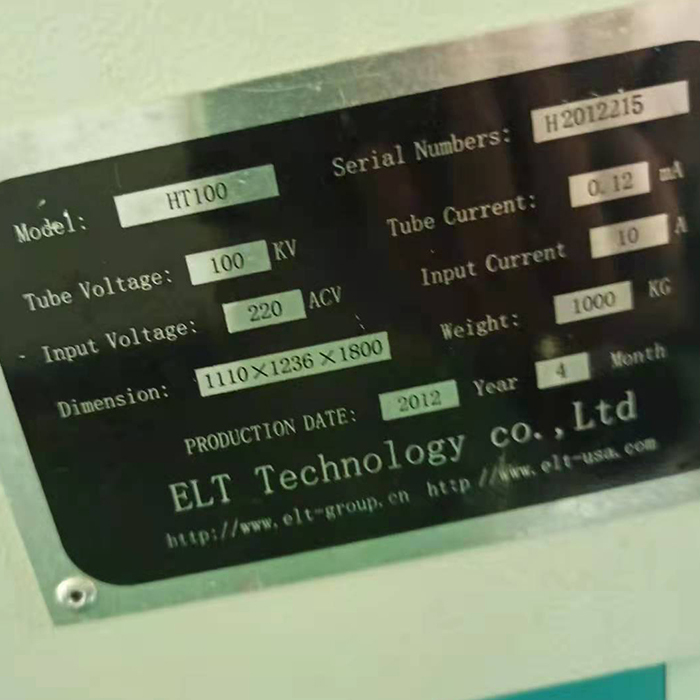 Model: HT100 Serial Numbers: H2012215
Tube Voltage: 100 KV Tube Current: 0.12 mA
Input Voltage: 220 ACV Input Current 10 A
Dimension: 1110×1236×1800 Weight: 1000 KG
PRODUCTION DATE: 2012 Year 4 Month
ELT Technology co.,Ltd
http://www.elt-group.cn http //www.elt-usa.com